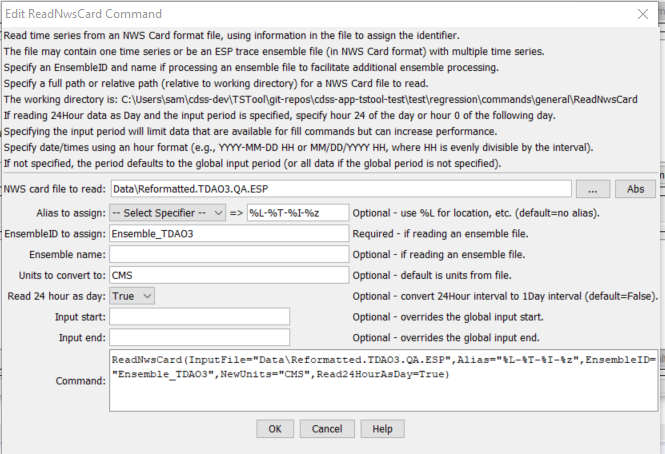 Edit ReadNwsCard Command
Read time series from an NWS Card format file, using information in the file to assign the identifier.
The file may contain one time series or be an ESP trace ensemble file (in NWS Card format) with multiple time series.
Specify an EnsembleID and name if processing an ensemble file to facilitate additional ensemble processing.
Specify a full path or relative path (relative to working directory) for a NWS Card file to read.
The working directory is: C:\Users\sam\cdss-dev\TSTool\git-repos\cdss-app-tstool-test\test\regression\commands\general\ReadNwsCard
If reading 24Hour data as Day and the input period is specified, specify hour 24 of the day or hour 0 of the following day.
Specifying the input period will limit data that are available for fill commands but can increase performance.
Specify date/times using an hour format (e.g., YYYY-MM-DD HH or MM/DD/YYYY HH, where HH is evenly divisible by the interval).
If not specified, the period defaults to the global input period (or all data if the global period is not specified).
NWS card file to read: Data\Reformatted.TDAO3.QA.ESP ... Abs
Alias to assign: -- Select Specifier -- => %L-%T-%I-%z Optional - use %L for location, etc. (default=no alias).
EnsembleID to assign: Ensemble_TDAO3 Required - if reading an ensemble file.
Ensemble name: Optional - if reading an ensemble file.
Units to convert to: CMS Optional - default is units from file.
Read 24 hour as day: True Optional - convert 24Hour interval to 1Day interval (default=False).
Input start: Optional - overrides the global input start.
Input end: Optional - overrides the global input end.
Command: ReadNwsCard(InputFile="Data\Reformatted.TDAO3.QA.ESP",Alias="%L-%T-%I-%z",EnsembleID=
"Ensemble_TDAO3",NewUnits="CMS",Read24HourAsDay=True)
OK Cancel Help